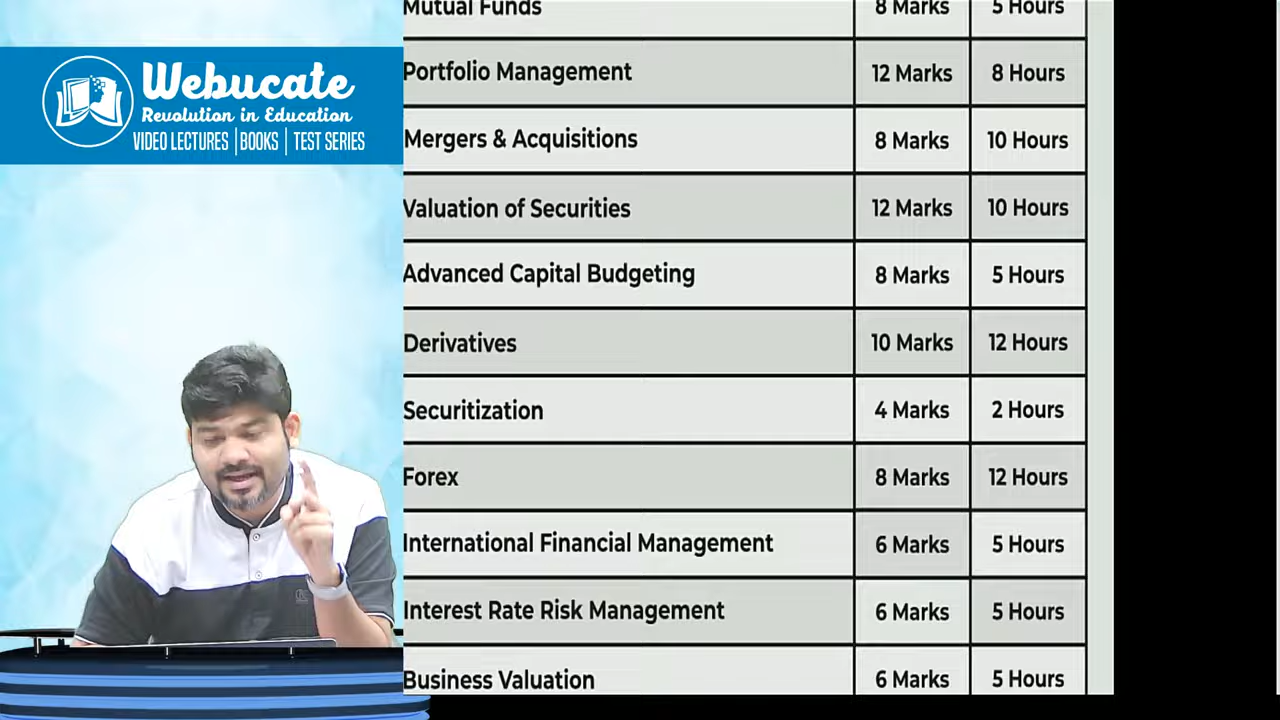 Webucate
Revolution in Education
VIDEO LECTURES | BOOKS | TEST SERIES
Mutual Funds 8 Marks 5 Hours
Portfolio Management 12 Marks 8 Hours
Mergers & Acquisitions 8 Marks 10 Hours
Valuation of Securities 12 Marks 10 Hours
Advanced Capital Budgeting 8 Marks 5 Hours
Derivatives 10 Marks 12 Hours
Securitization 4 Marks 2 Hours
Forex 8 Marks 12 Hours
International Financial Management 6 Marks 5 Hours
Interest Rate Risk Management 6 Marks 5 Hours
Business Valuation 6 Marks 5 Hours